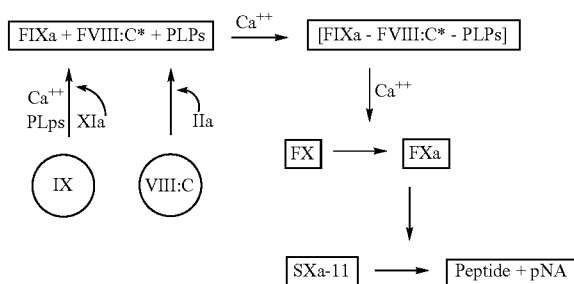 FIXa + FVIII:C* + PLPs
Ca++
[FIXa - FVIII:C* - PLPs]
Ca++
PLps
XIa
IIa
Ca++
IX
VIII:C
FX
FXa
SXa-11
Peptide + pNA